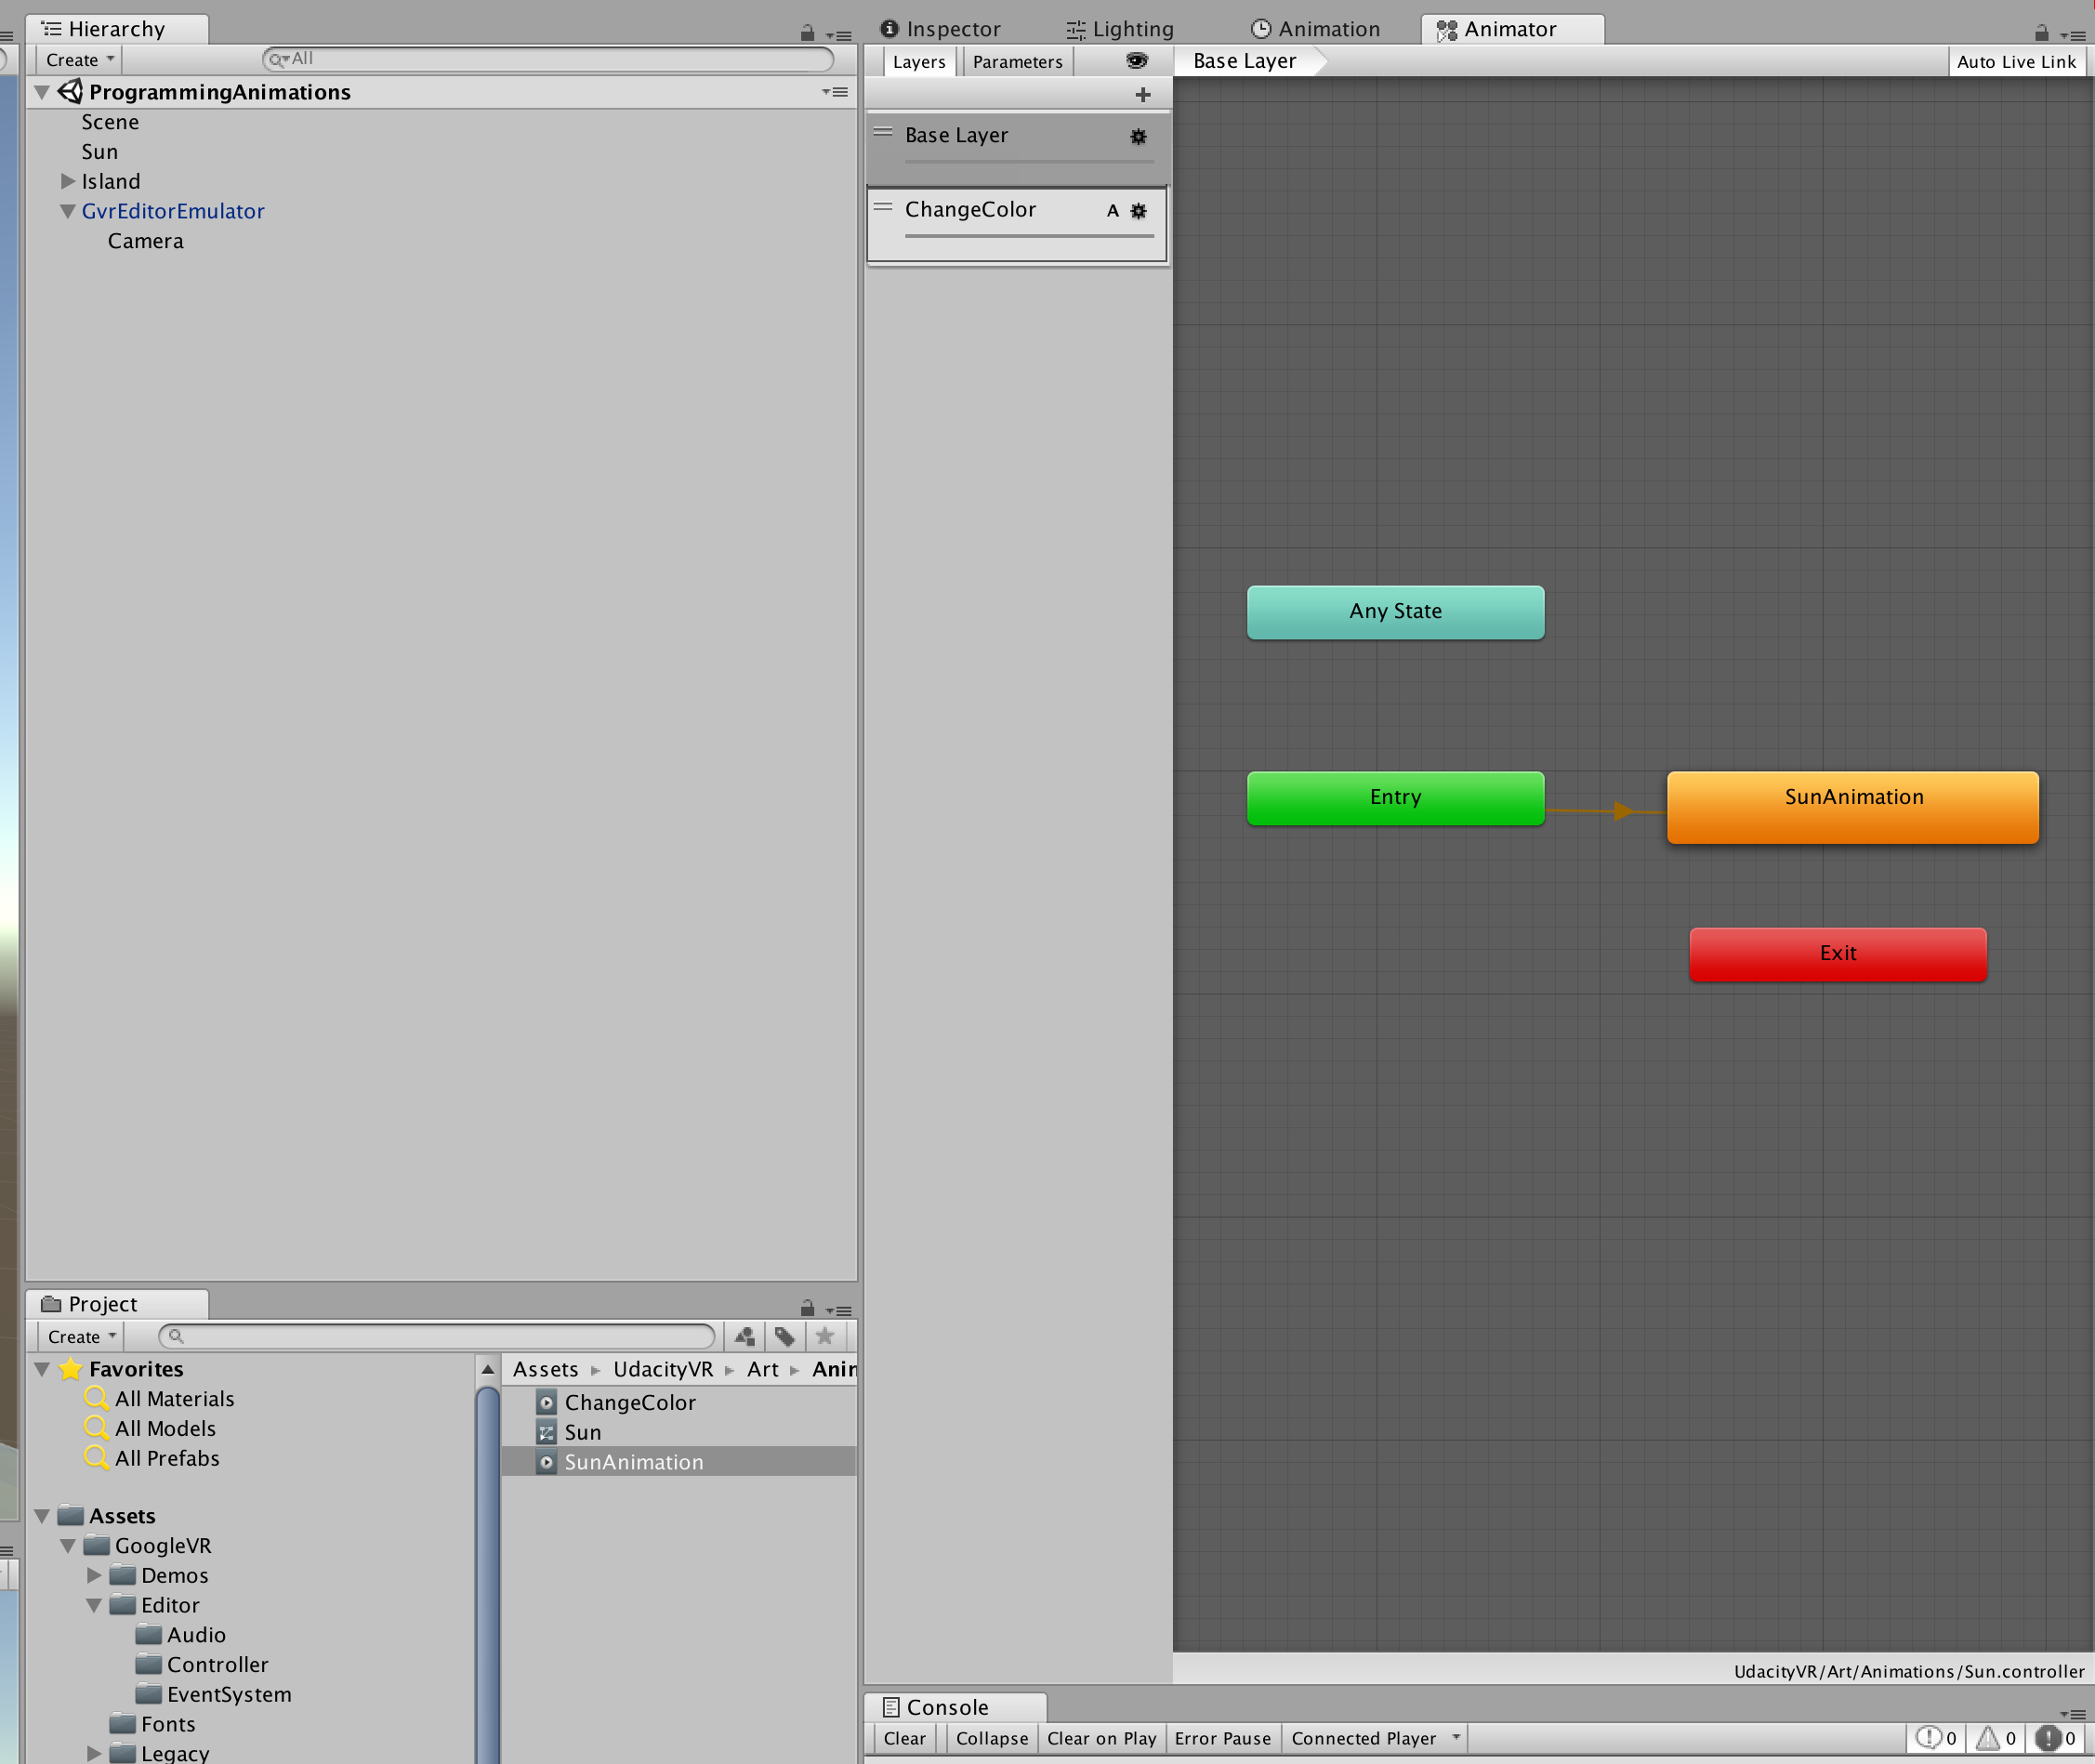 Hierarchy
Create
All
ProgrammingAnimations
Scene
Sun
Island
GvrEditorEmulator
Camera
Inspector
Lighting
Animation
Animator
Layers
Parameters
Base Layer
Auto Live Link
Base Layer
ChangeColor
A
Any State
Entry
SunAnimation
Exit
UdacityVR/Art/Animations/Sun.controller
Project
Create
Favorites
All Materials
All Models
All Prefabs
Assets
GoogleVR
Demos
Editor
Audio
Controller
EventSystem
Fonts
Legacy
Assets UdacityVR Art Anim
ChangeColor
Sun
SunAnimation
Console
Clear
Collapse
Clear on Play
Error Pause
Connected Player
0
0
0